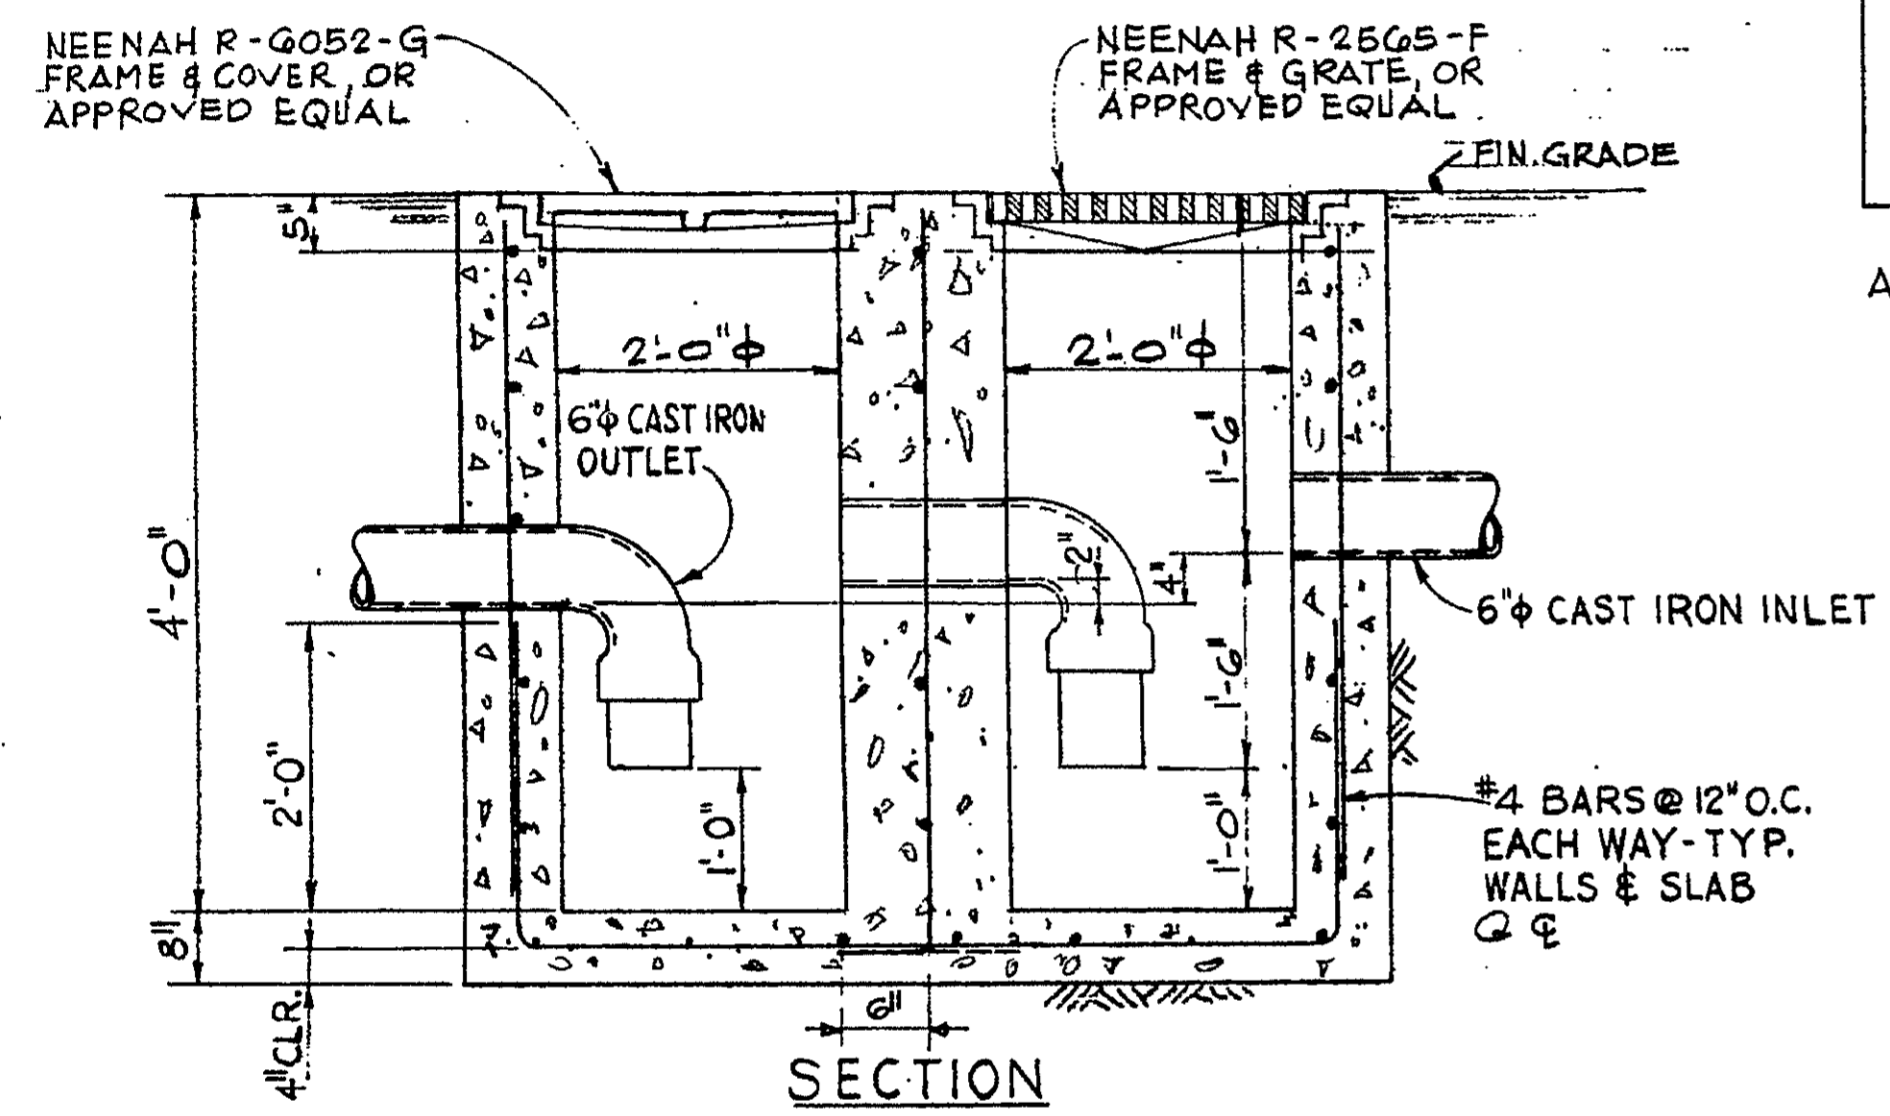 NEENAH R-6052-G
FRAME & COVER, OR
APPROVED EQUAL
NEENAH R-2565-F
FRAME & GRATE, OR
APPROVED EQUAL
FIN. GRADE
5"
2'-0"ϕ
2'-0"ϕ
6"ϕ CAST IRON
OUTLET
1'-6"
4'-0"
2"
4"
6"ϕ CAST IRON INLET
1'-6"
2'-0"
1'-0"
1'-0"
#4 BARS @ 12" O.C.
EACH WAY-TYP.
WALLS & SLAB
@ ℄
8"
4" CLR.
6"
SECTION
A